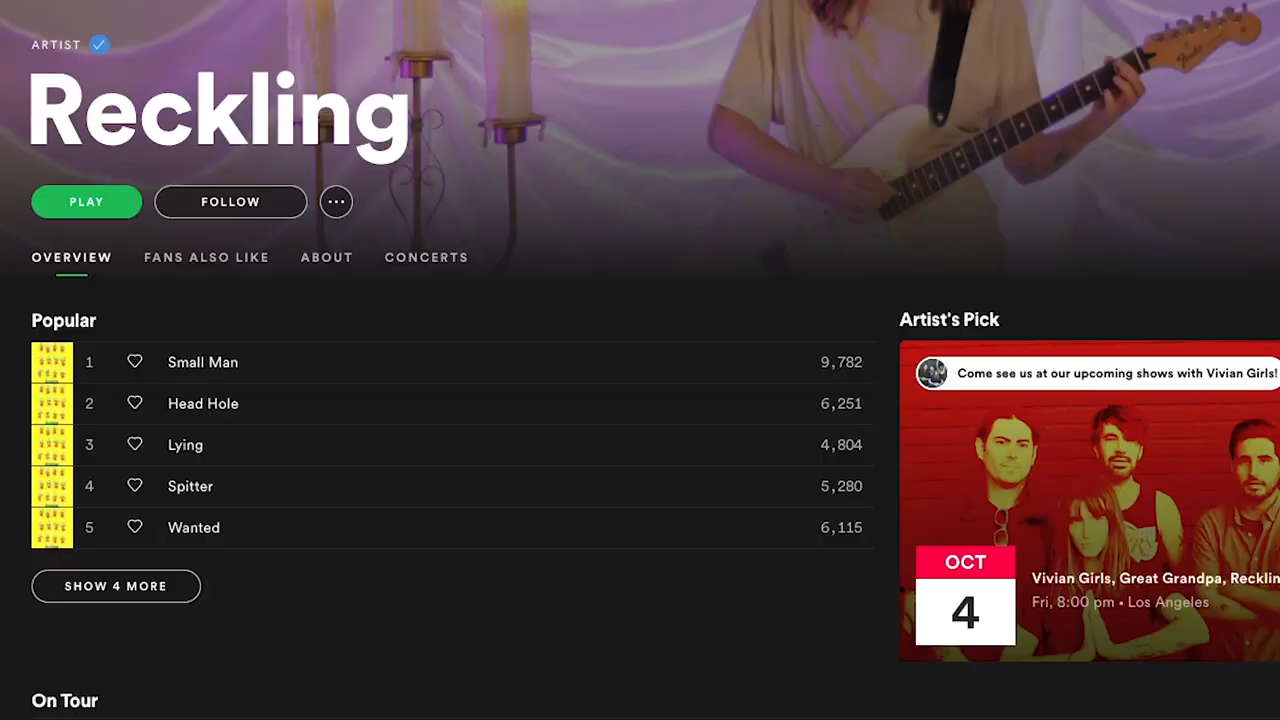 ARTIST
Reckling
PLAY
FOLLOW
OVERVIEW
FANS ALSO LIKE
ABOUT
CONCERTS
Popular
1 Small Man 9,782
2 Head Hole 6,251
3 Lying 4,804
4 Spitter 5,280
5 Wanted 6,115
SHOW 4 MORE
Artist's Pick
Come see us at our upcoming shows with Vivian Girls!
OCT
4
Vivian Girls, Great Grandpa, Recklin
Fri, 8:00 pm • Los Angeles
On Tour